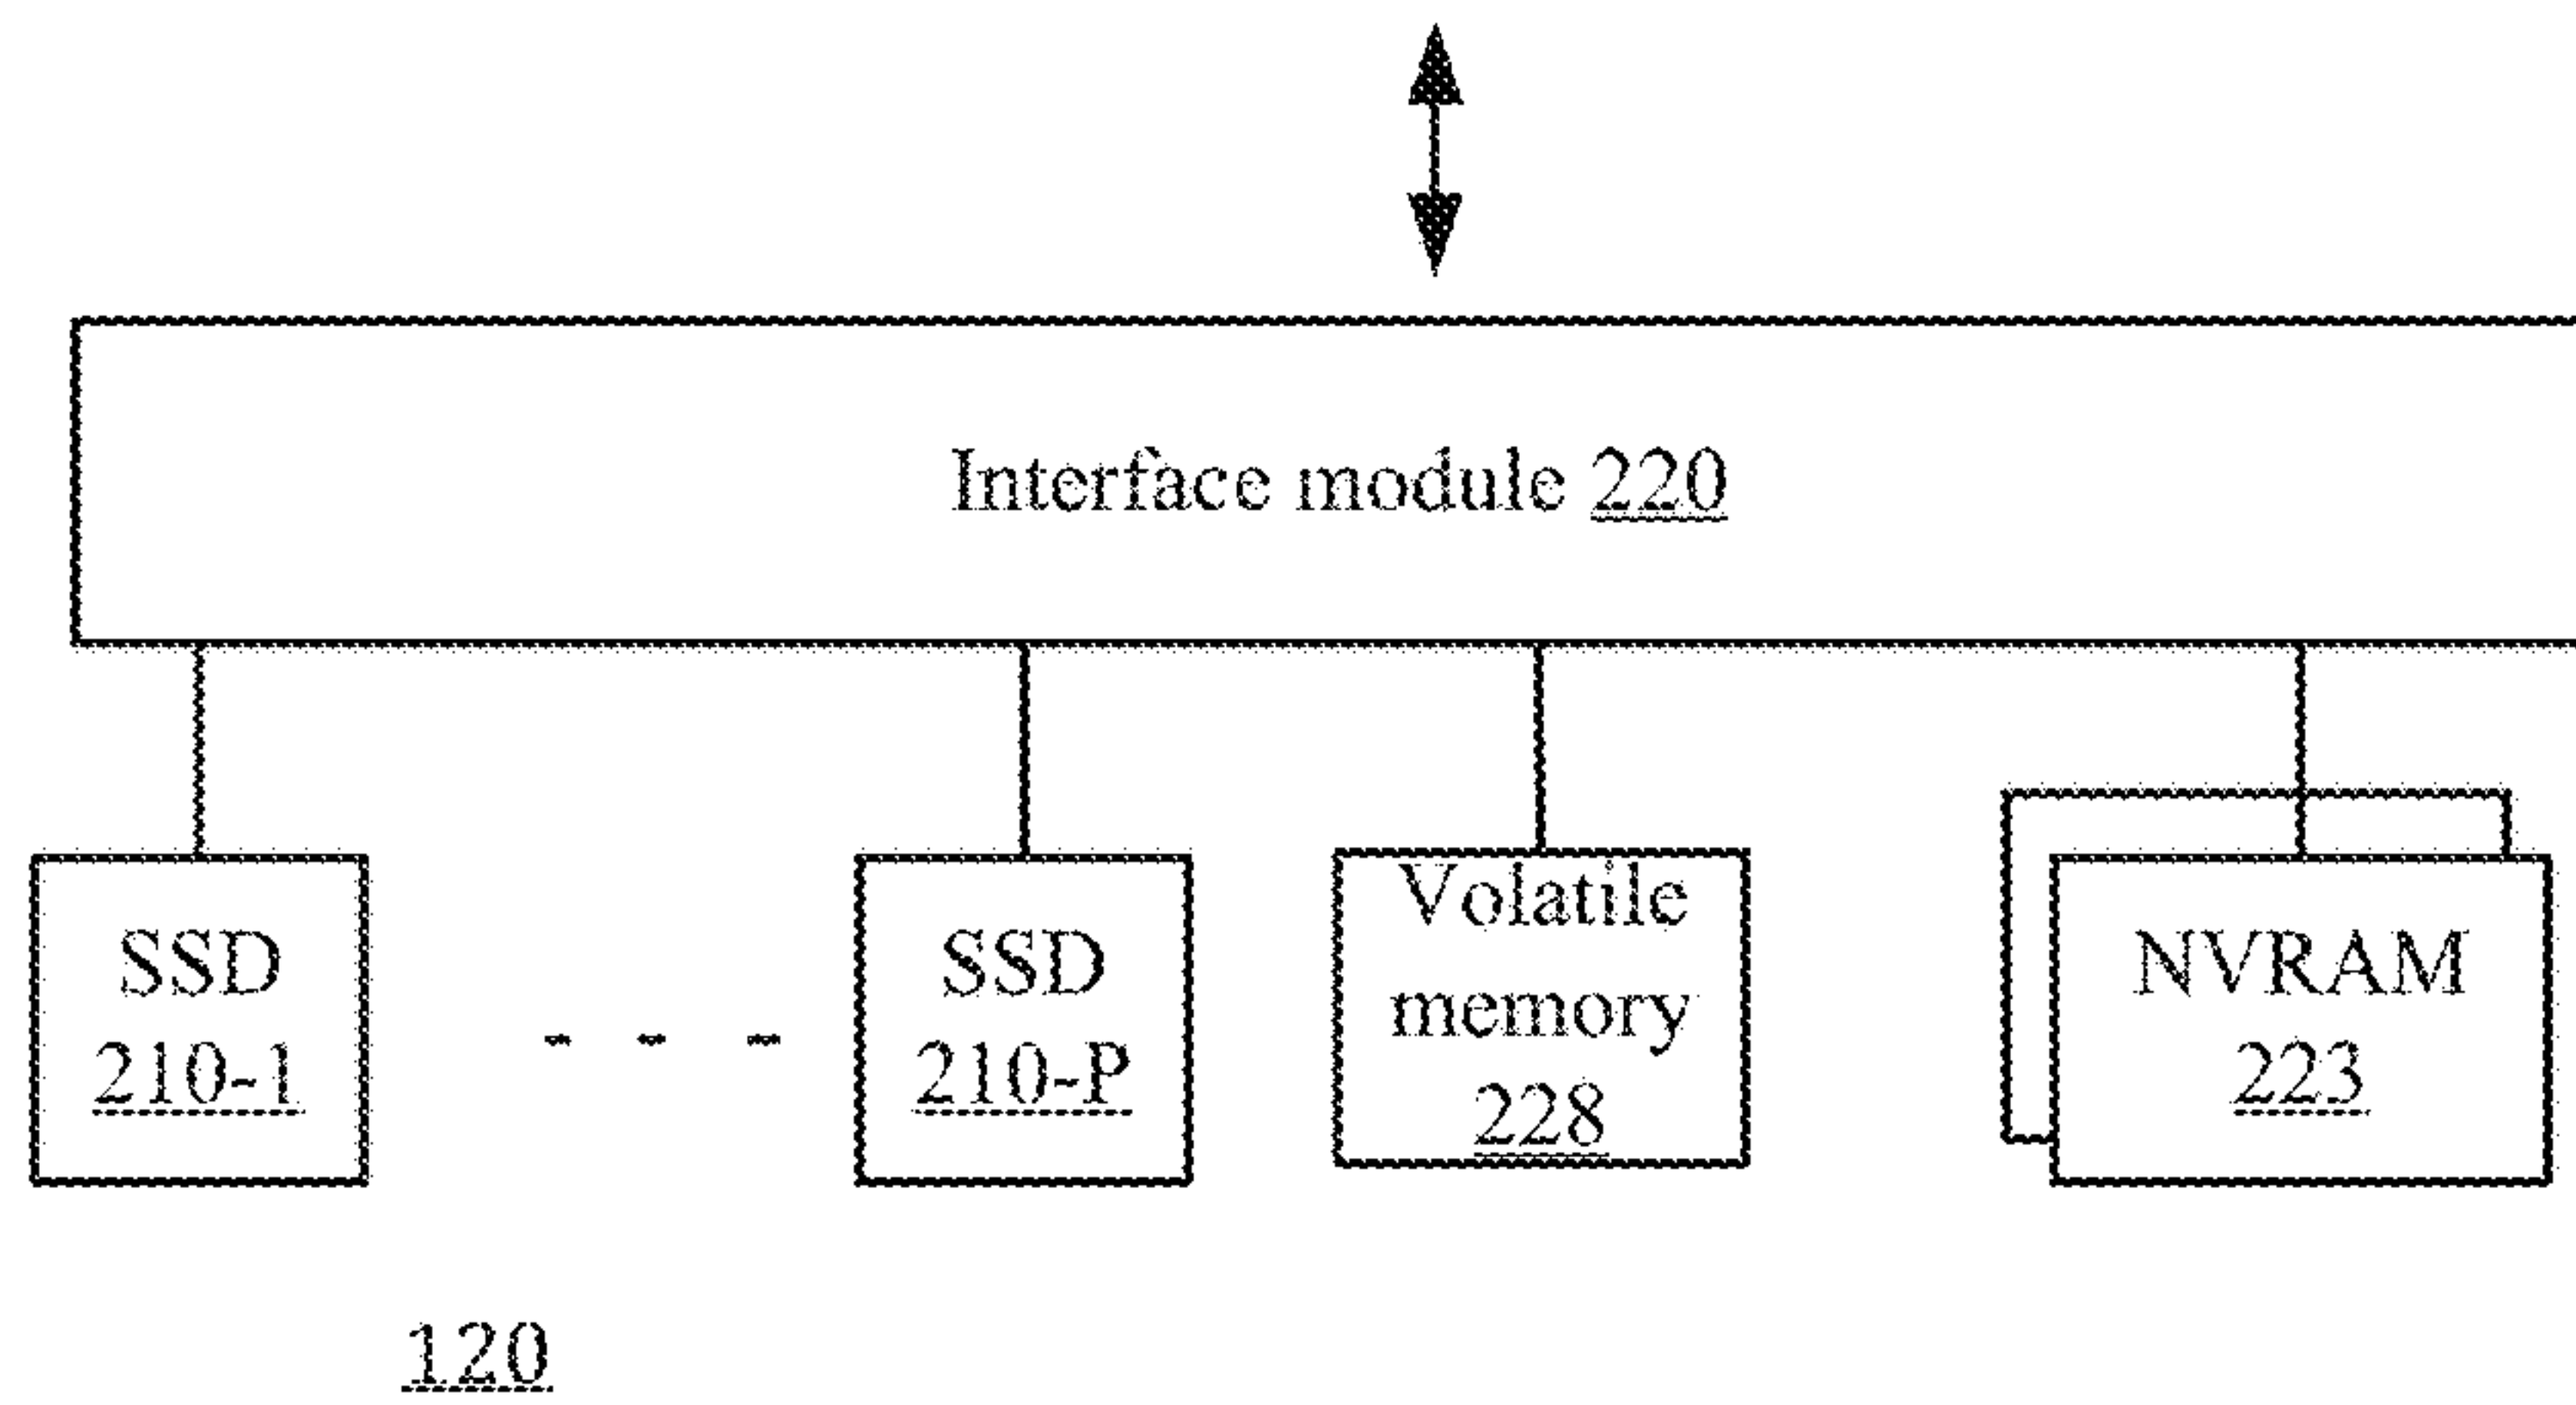 Interface module 220
SSD
210-1
- - -
SSD
210-P
Volatile
memory
228
NVRAM
223
120